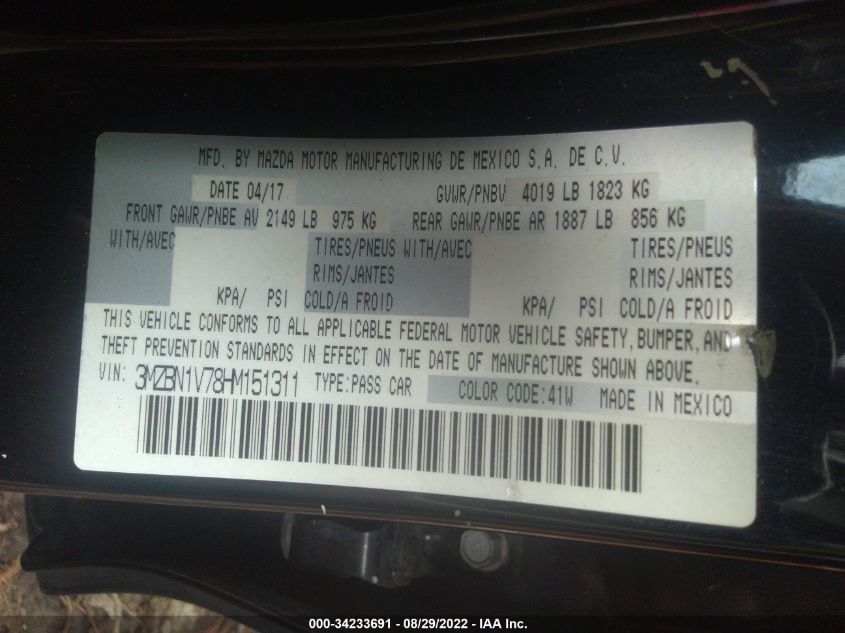 MFD. BY MAZDA MOTOR MANUFACTURING DE MEXICO S.A. DE C.V.
DATE 04/17 GVWR/PNBV 4019 LB 1823 KG
FRONT GAWR/PNBE AV 2149 LB 975 KG REAR GAWR/PNBE AR 1887 LB 856 KG
WITH/AVEC TIRES/PNEUS WITH/AVEC TIRES/PNEUS
RIMS/JANTES RIMS/JANTES
KPA/ PSI COLD/A FROID KPA/ PSI COLD/A FROID
THIS VEHICLE CONFORMS TO ALL APPLICABLE FEDERAL MOTOR VEHICLE SAFETY, BUMPER, AND
THEFT PREVENTION STANDARDS IN EFFECT ON THE DATE OF MANUFACTURE SHOWN ABOVE.
VIN: 3MZBN1V78HM151311 TYPE:PASS CAR COLOR CODE:41W MADE IN MEXICO
000-34233691 - 08/29/2022 - IAA Inc.